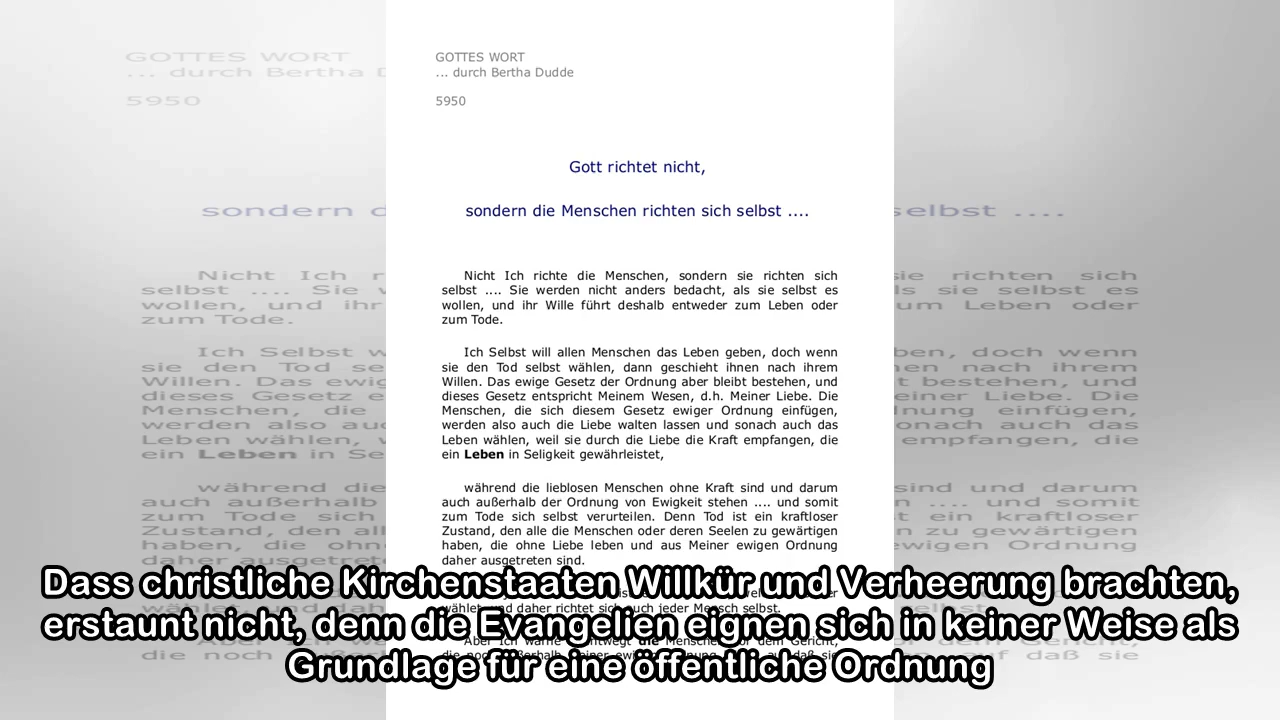 GOTTES WORT
... durch Bertha Dudde
5950
Gott richtet nicht,
sondern die Menschen richten sich selbst ....
Nicht Ich richte die Menschen, sondern sie richten sich
selbst .... Sie werden nicht anders bedacht, als sie selbst es
wollen, und ihr Wille führt deshalb entweder zum Leben oder
zum Tode.
Ich Selbst will allen Menschen das Leben geben, doch wenn
sie den Tod selbst wählen, dann geschieht ihnen nach ihrem
Willen. Das ewige Gesetz der Ordnung aber bleibt bestehen, und
dieses Gesetz entspricht Meinem Wesen, d.h. Meiner Liebe. Die
Menschen, die sich diesem Gesetz ewiger Ordnung einfügen,
werden also auch die Liebe walten lassen und sonach auch das
Leben wählen, weil sie durch die Liebe die Kraft empfangen, die
ein Leben in Seligkeit gewährleistet,
während die lieblosen Menschen ohne Kraft sind und darum
auch außerhalb der Ordnung von Ewigkeit stehen .... und somit
zum Tode sich selbst verurteilen. Denn Tod ist ein kraftloser
Zustand, den alle die Menschen oder deren Seelen zu gewärtigen
haben, die ohne Liebe leben und aus Meiner ewigen Ordnung
daher ausgetreten sind.
Dass christliche Kirchenstaaten Willkür und Verheerung brachten,
wählet und daher richtet sich auch jeder Mensch selbst.
erstaunt nicht, denn die Evangelien eignen sich in keiner Weise als
Grundlage für eine öffentliche Ordnung